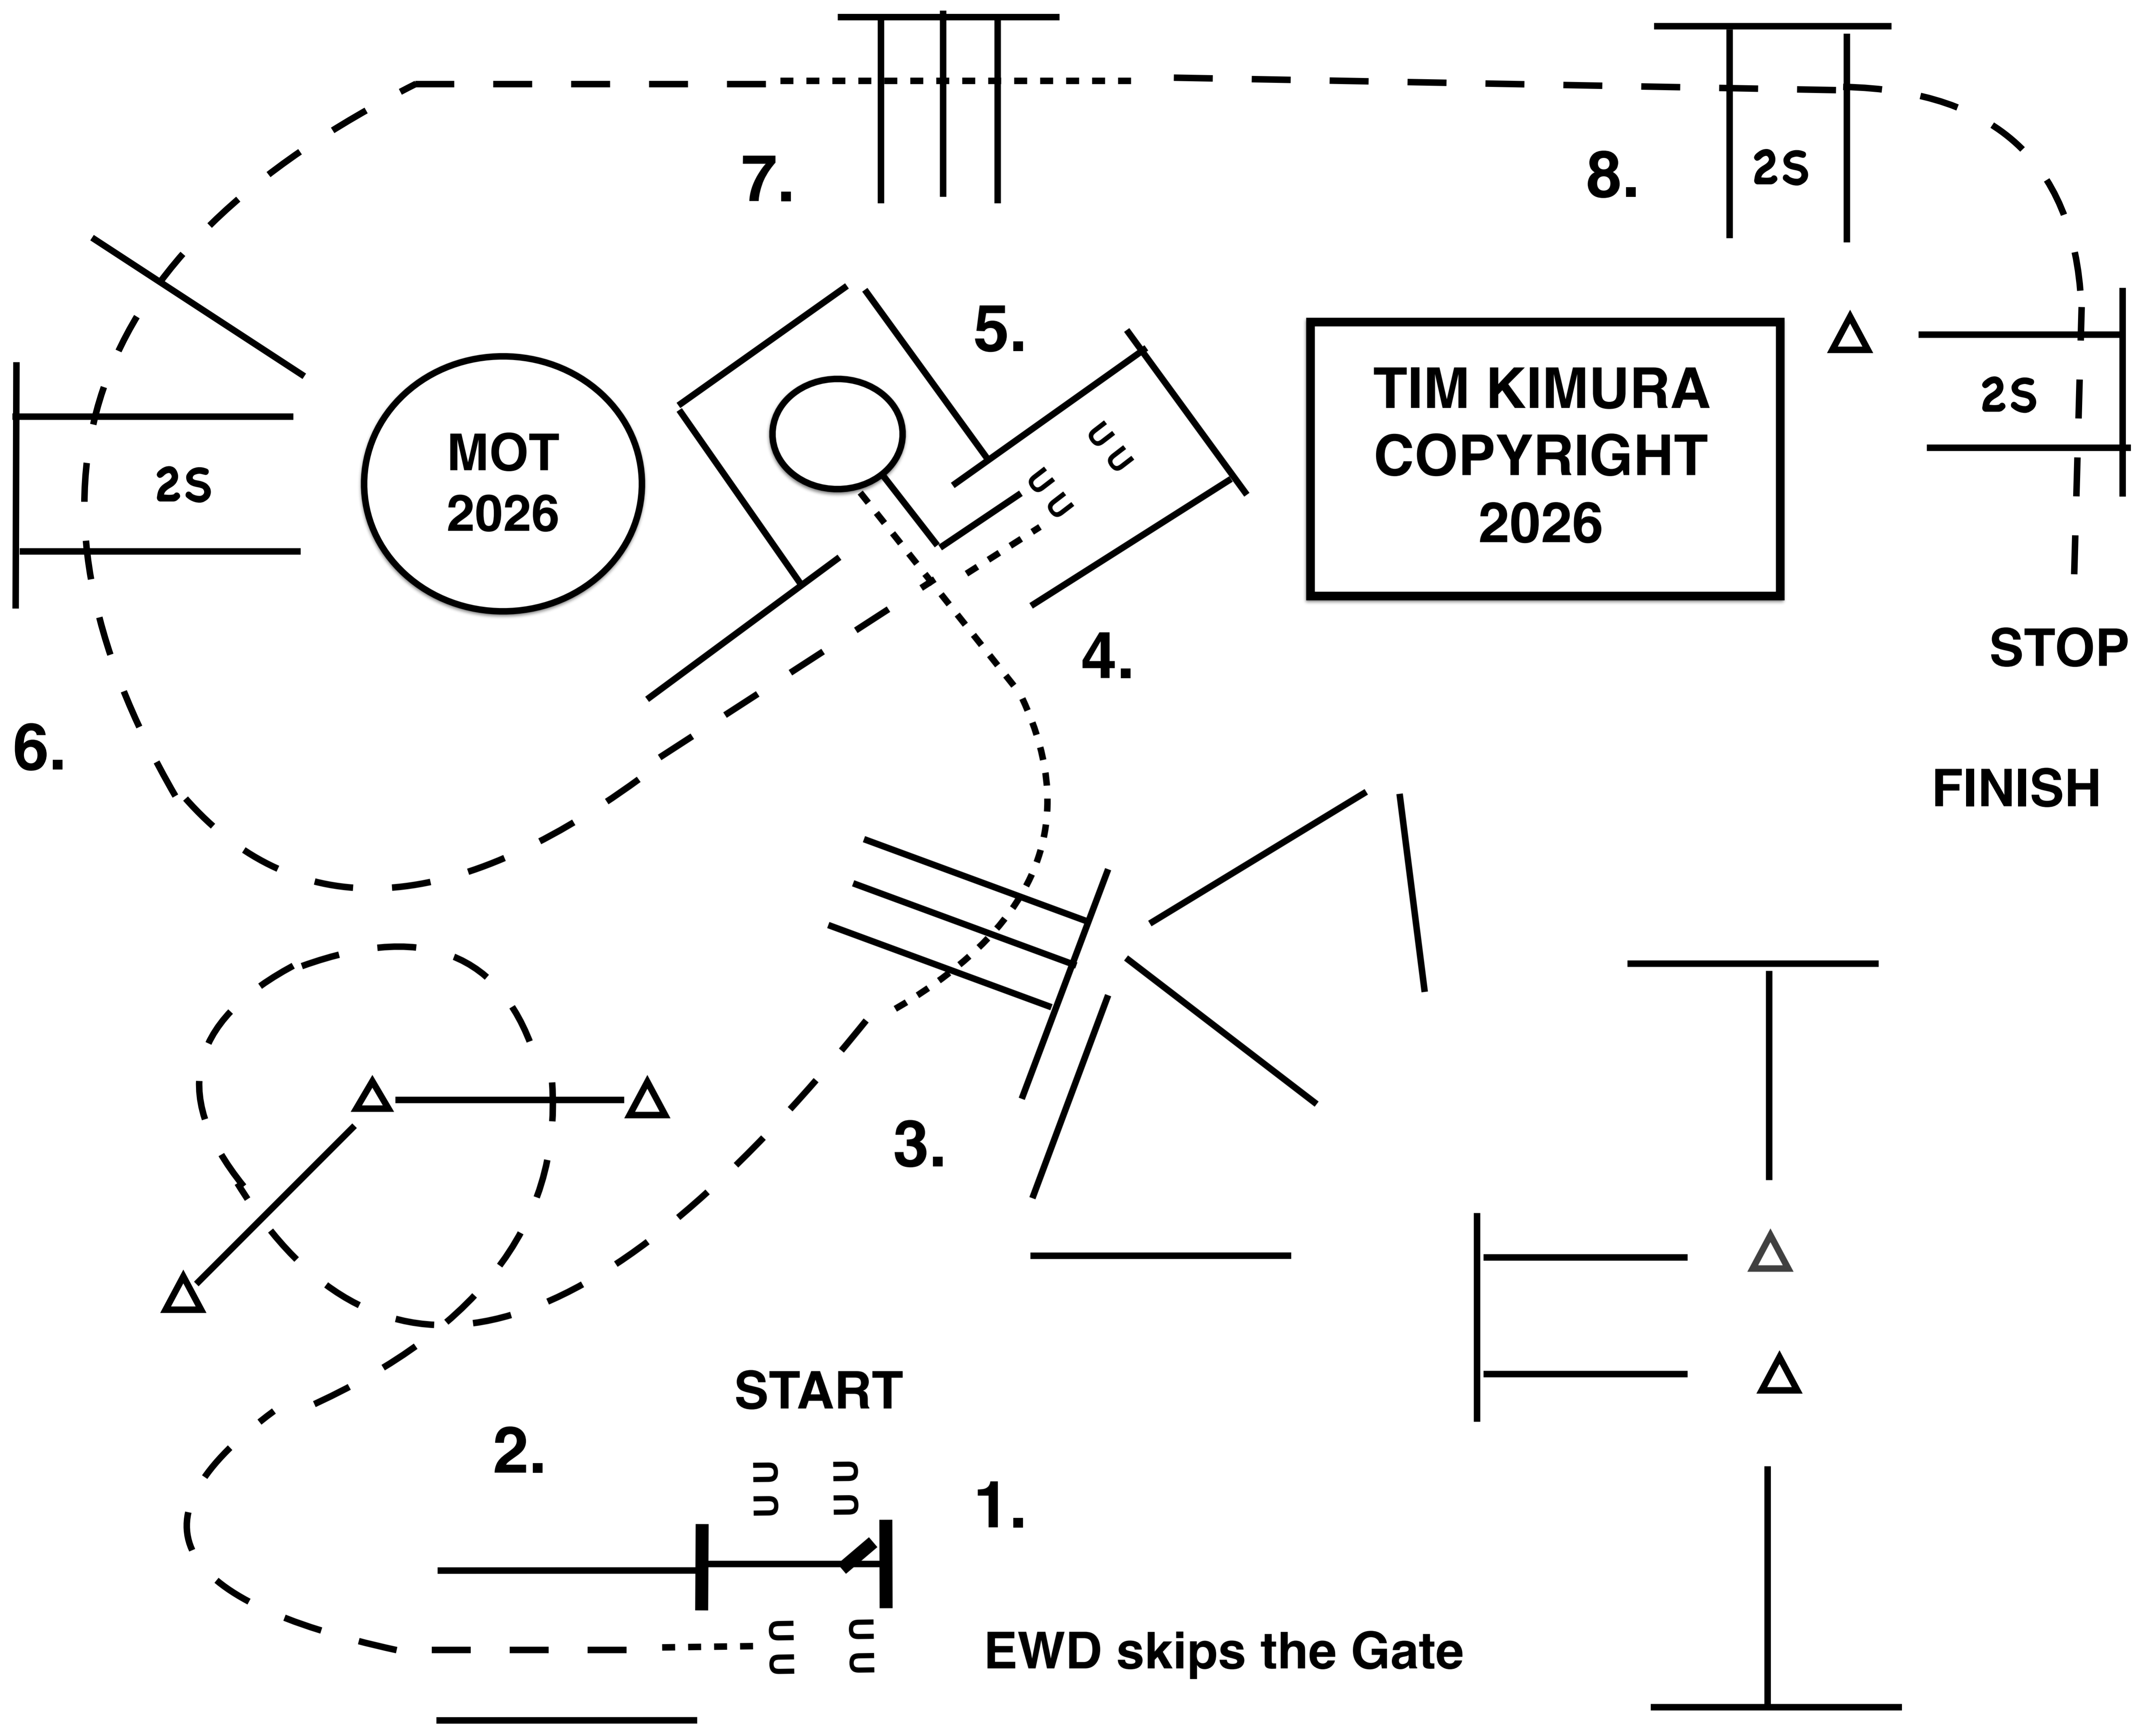 7.
8.
2S
5.
TIM KIMURA
COPYRIGHT
2026
MOT
2026
2S
2S
4.
STOP
6.
FINISH
3.
START
2.
1.
EWD skips the Gate